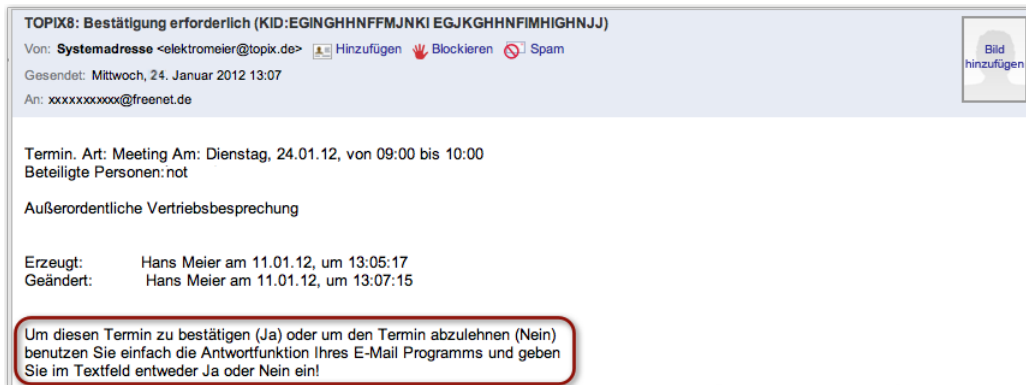 TOPIX8: Bestätigung erforderlich (KID:EGINGHHNFFMJNKI EGJKGHHNFIMHIGHNJJ)
Von: Systemadresse <elektromeier@topix.de> Hinzufügen Blockieren Spam
Gesendet: Mittwoch, 24. Januar 2012 13:07
An: xxxxxxxxxxx@freenet.de
Bild
hinzufügen
Termin. Art: Meeting Am: Dienstag, 24.01.12, von 09:00 bis 10:00
Beteiligte Personen:not
Außerordentliche Vertriebsbesprechung
Erzeugt: Hans Meier am 11.01.12, um 13:05:17
Geändert: Hans Meier am 11.01.12, um 13:07:15
Um diesen Termin zu bestätigen (Ja) oder um den Termin abzulehnen (Nein)
benutzen Sie einfach die Antwortfunktion Ihres E-Mail Programms und geben
Sie im Textfeld entweder Ja oder Nein ein!